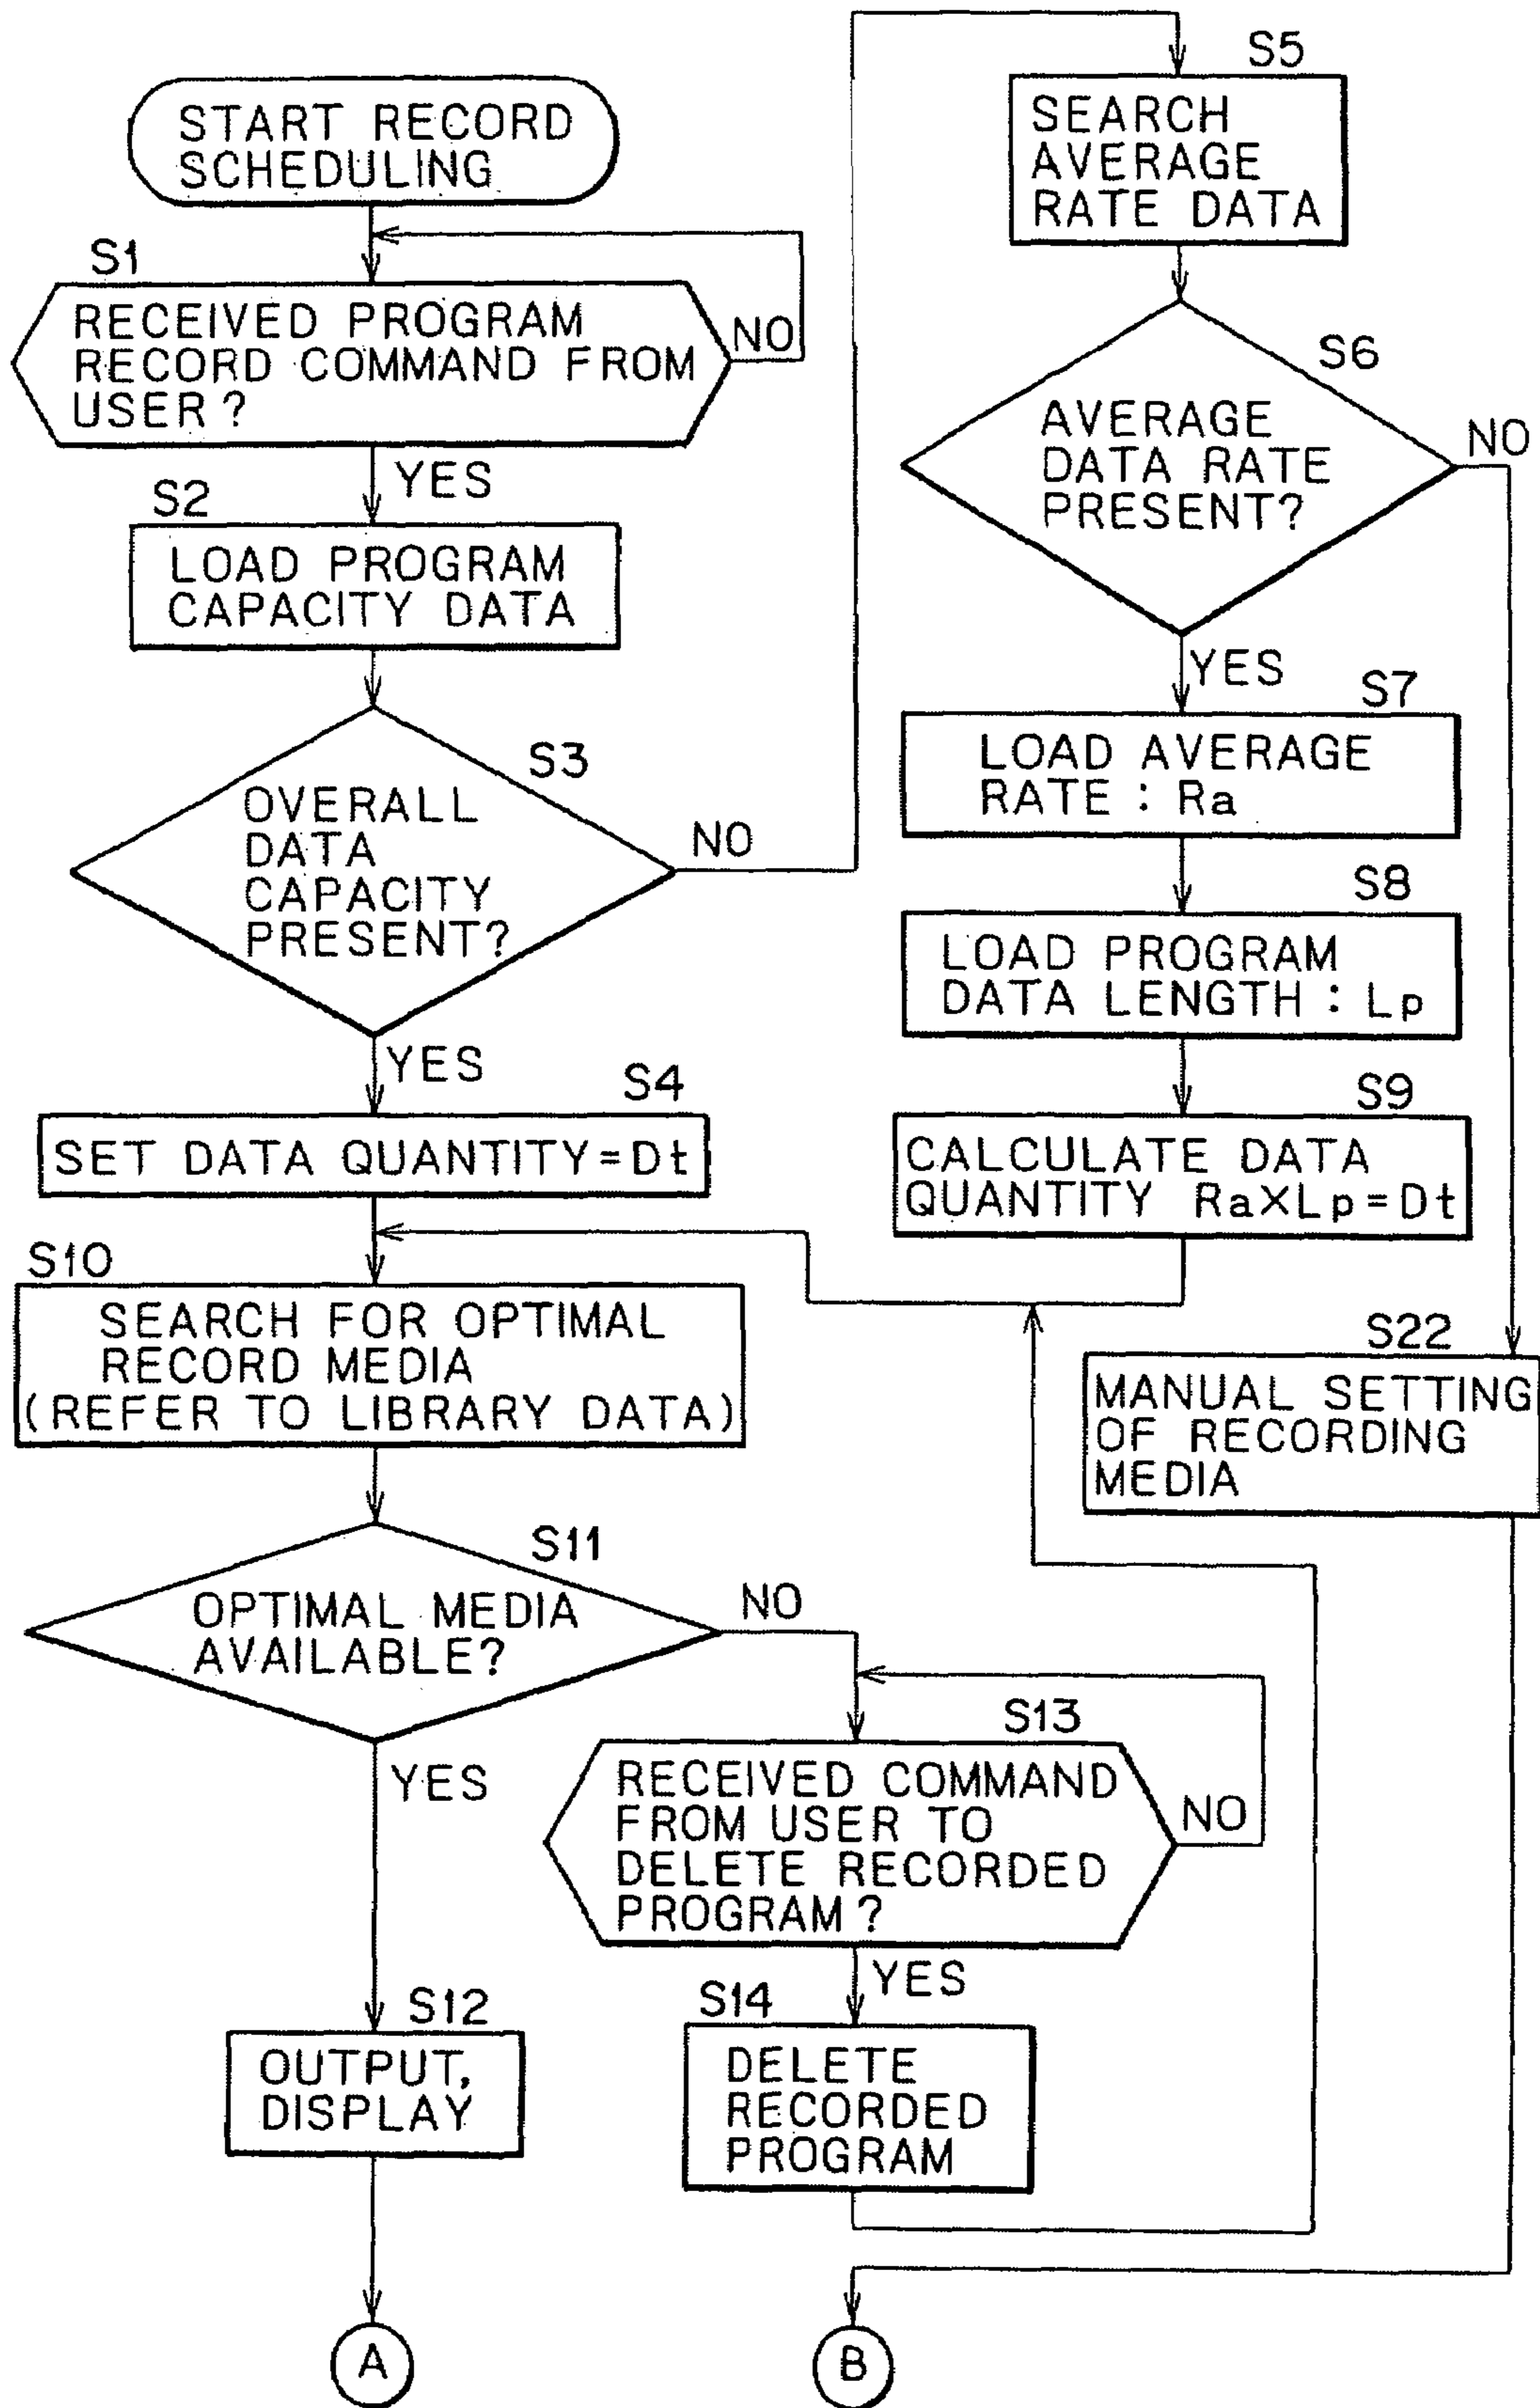 START RECORD
SCHEDULING
S1
RECEIVED PROGRAM
RECORD COMMAND FROM
USER?
NO
YES
S2
LOAD PROGRAM
CAPACITY DATA
S3
OVERALL
DATA
CAPACITY
PRESENT?
NO
YES
S4
SET DATA QUANTITY=Dt
S5
SEARCH
AVERAGE
RATE DATA
S6
AVERAGE
DATA RATE
PRESENT?
NO
YES
S7
LOAD AVERAGE
RATE : Ra
S8
LOAD PROGRAM
DATA LENGTH : Lp
S9
CALCULATE DATA
QUANTITY Ra×Lp=Dt
S10
SEARCH FOR OPTIMAL
RECORD MEDIA
(REFER TO LIBRARY DATA)
S22
MANUAL SETTING
OF RECORDING
MEDIA
S11
OPTIMAL MEDIA
AVAILABLE?
NO
YES
S13
RECEIVED COMMAND
FROM USER TO
DELETE RECORDED
PROGRAM?
NO
YES
S12
OUTPUT,
DISPLAY
S14
DELETE
RECORDED
PROGRAM
A
B